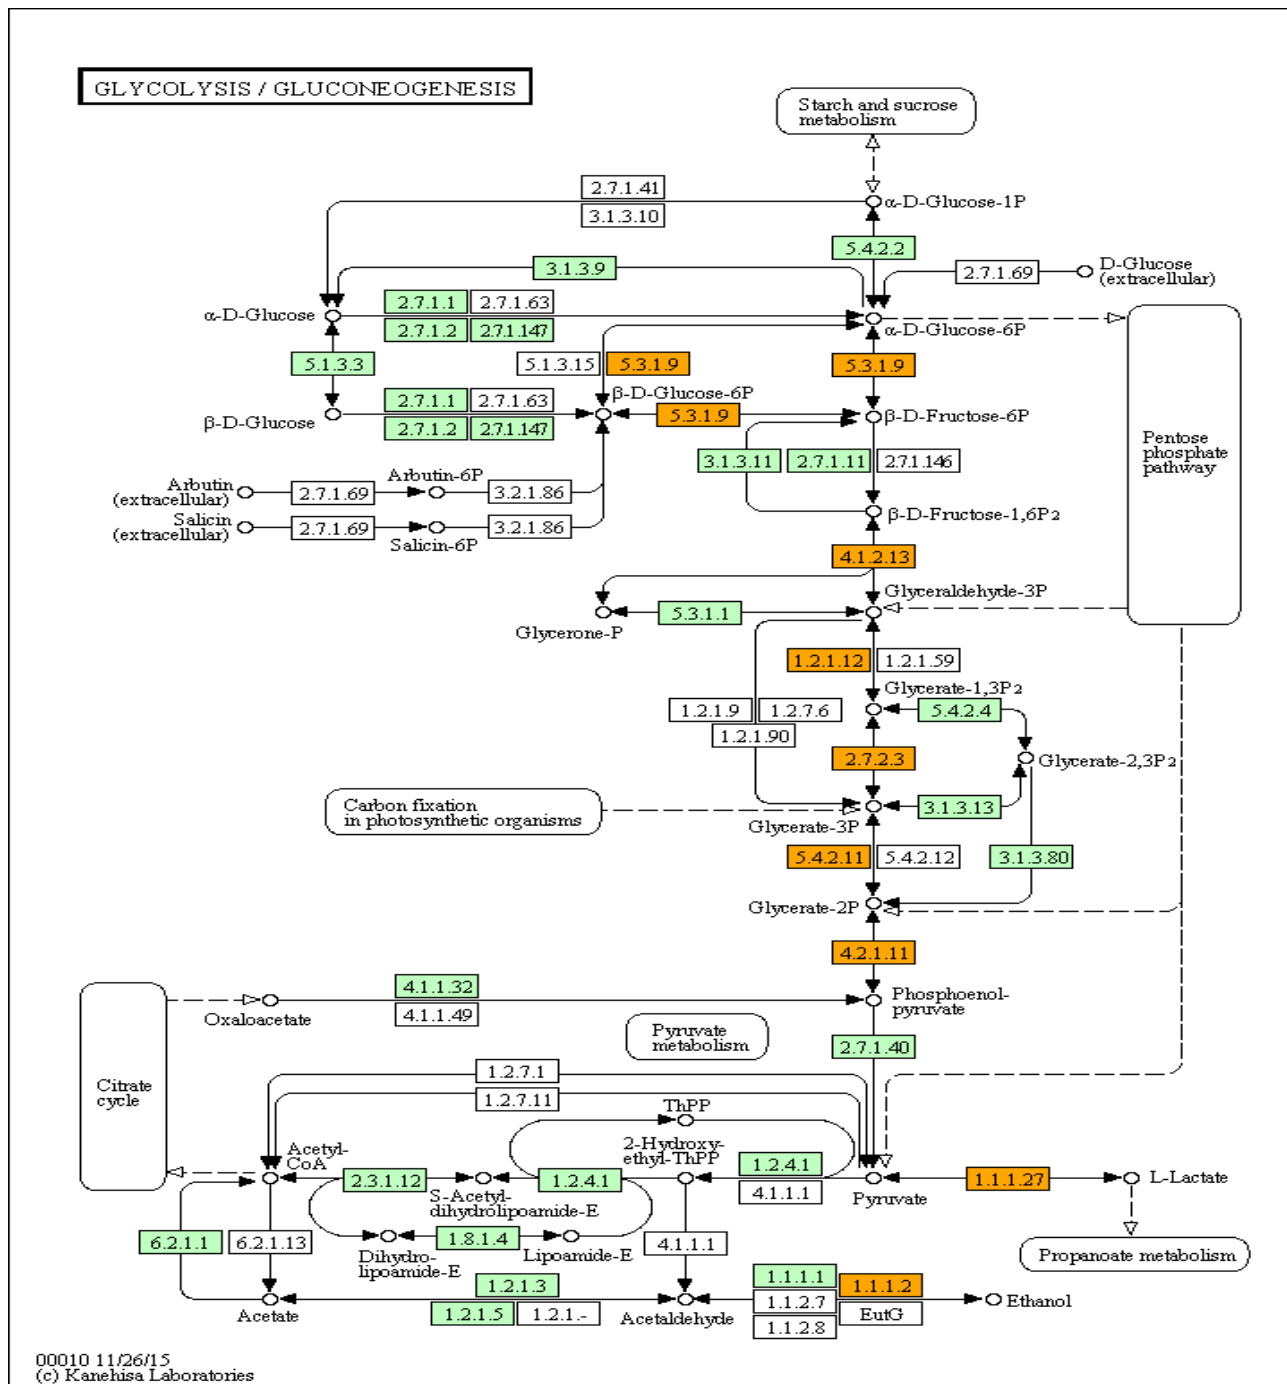 GLYCOLYSIS / GLUCONEOGENESIS
Starch and sucrose
metabolism
2.7.1.41
3.1.3.10
α-D-Glucose-1P
5.4.2.2
3.1.3.9
2.7.1.69
D-Glucose
(extracellular)
2.7.1.1
2.7.1.63
α-D-Glucose
2.7.1.2
2.7.1.147
α-D-Glucose-6P
5.1.3.3
5.1.3.15
5.3.1.9
5.3.1.9
β-D-Glucose-6P
2.7.1.1
2.7.1.63
β-D-Glucose
5.3.1.9
β-D-Fructose-6P
2.7.1.2
2.7.1.147
Pentose
phosphate
pathway
3.1.3.11
2.7.1.11
2.7.1.146
Arbutin
(extracellular)
2.7.1.69
Arbutin-6P
3.2.1.86
β-D-Fructose-1,6P2
Salicin
(extracellular)
2.7.1.69
Salicin-6P
3.2.1.86
4.1.2.13
Glyceraldehyde-3P
5.3.1.1
Glycerone-P
1.2.1.12
1.2.1.59
Glycerate-1,3P2
1.2.1.9
1.2.7.6
5.4.2.4
1.2.1.90
2.7.2.3
Glycerate-2,3P2
Carbon fixation
in photosynthetic organisms
3.1.3.13
Glycerate-3P
5.4.2.11
5.4.2.12
3.1.3.80
Glycerate-2P
4.2.1.11
4.1.1.32
Oxaloacetate
4.1.1.49
Phosphoenol-
pyruvate
Pyruvate
metabolism
2.7.1.40
1.2.7.1
Citrate
cycle
1.2.7.11
ThPP
Acetyl-
CoA
2-Hydroxy-
ethyl-ThPP
2.3.1.12
S-Acetyl-
dihydrolipoamide-E
1.2.4.1
1.2.4.1
4.1.1.1
Pyruvate
1.1.1.27
L-Lactate
6.2.1.1
6.2.1.13
Dihydro-
lipoamide-E
1.8.1.4
Lipoamide-E
4.1.1.1
Propanoate metabolism
1.2.1.3
1.1.1.1
1.1.1.2
Acetate
1.2.1.5
1.2.1.-
Acetaldehyde
1.1.2.7
EutG
Ethanol
1.1.2.8
00010 11/26/15
(c) Kanehisa Laboratories